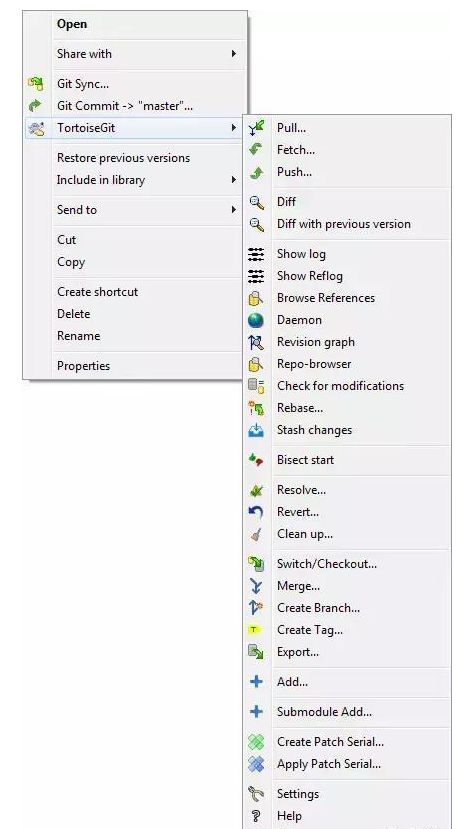 Open
Share with
Git Sync...
Git Commit -> "master"...
TortoiseGit
Restore previous versions
Include in library
Send to
Cut
Copy
Create shortcut
Delete
Rename
Properties
Pull...
Fetch...
Push...
Diff
Diff with previous version
Show log
Show Reflog
Browse References
Daemon
Revision graph
Repo-browser
Check for modifications
Rebase...
Stash changes
Bisect start
Resolve...
Revert...
Clean up...
Switch/Checkout...
Merge...
Create Branch...
Create Tag...
Export...
Add...
Submodule Add...
Create Patch Serial...
Apply Patch Serial...
Settings
Help